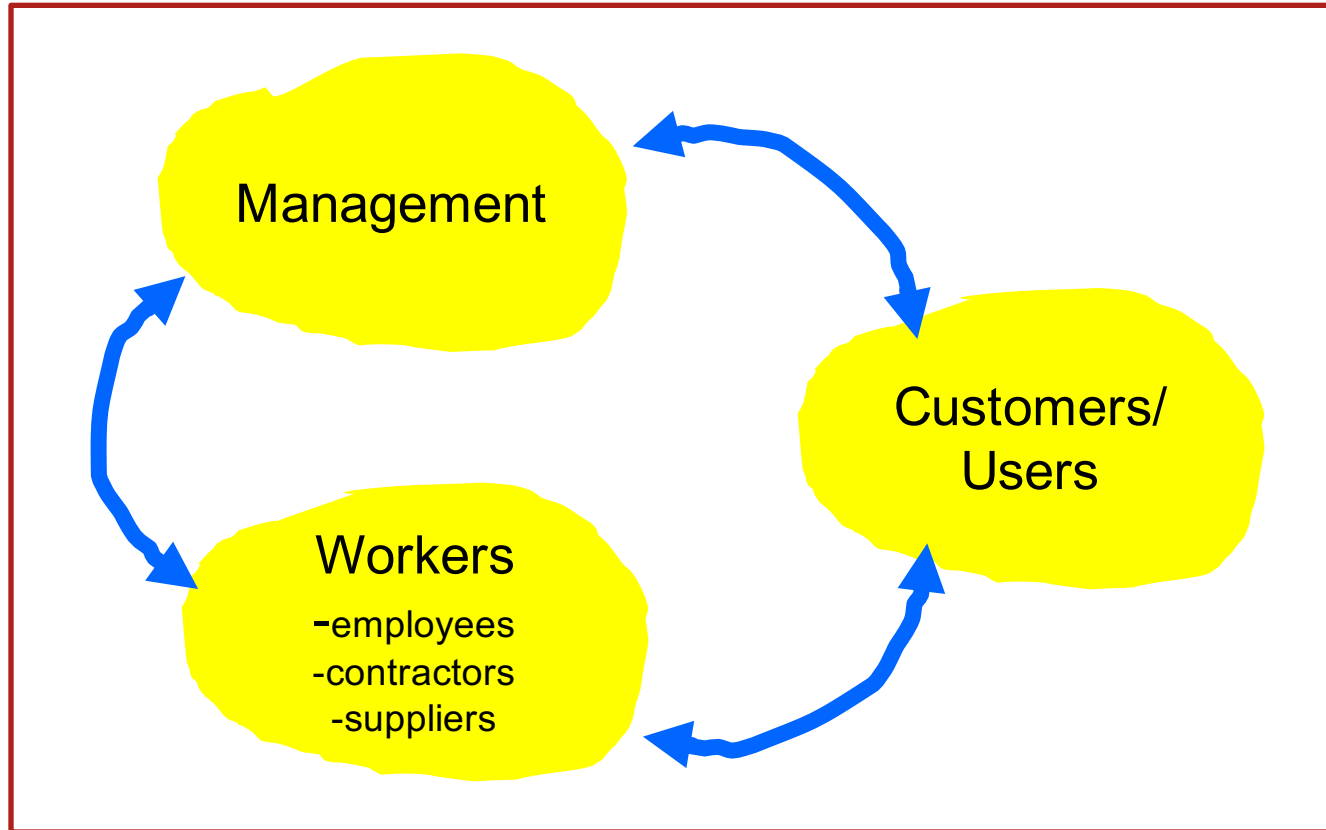 Management
Customers/
Users
Workers
-employees
-contractors
-suppliers